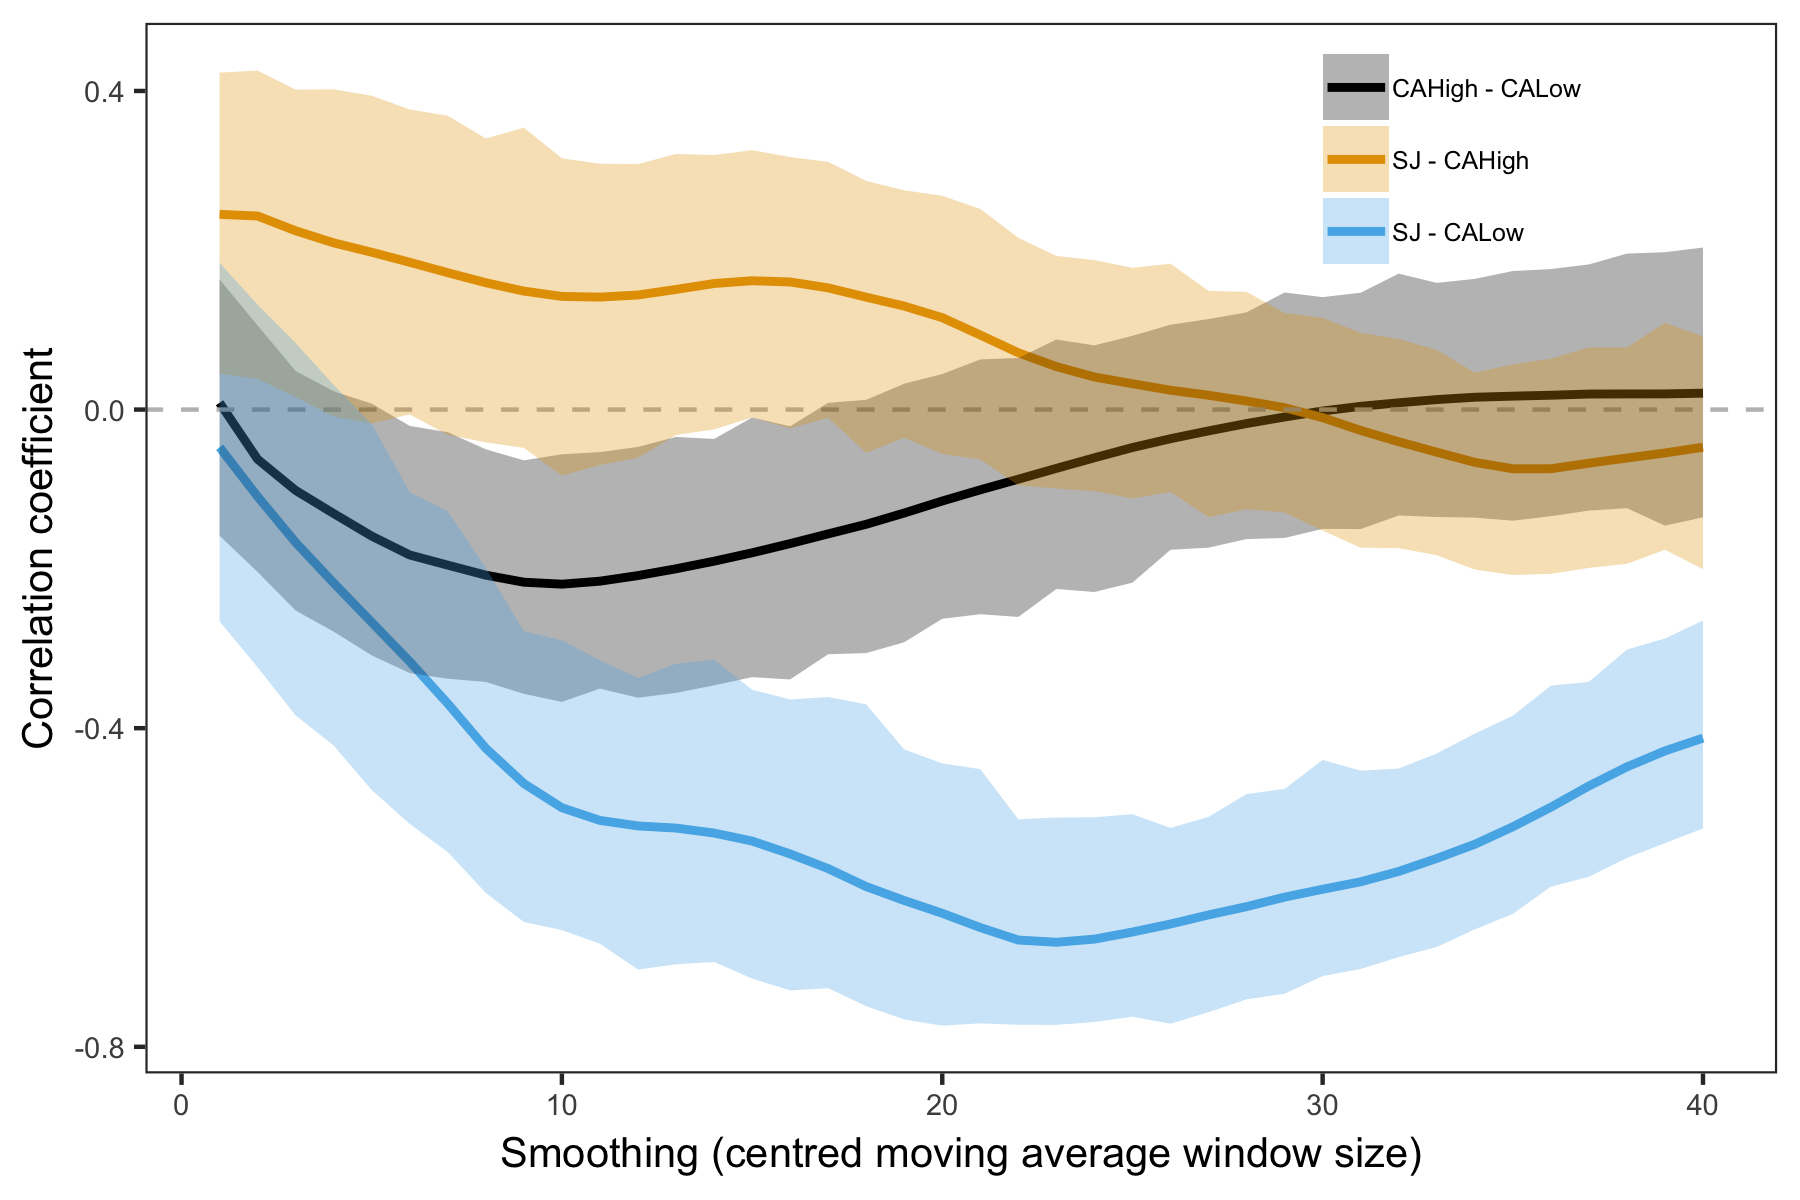 CAHigh - CALow
SJ - CAHigh
SJ - CALow
Correlation coefficient
0.4
0.0
-0.4
-0.8
0
10
20
30
40
Smoothing (centred moving average window size)